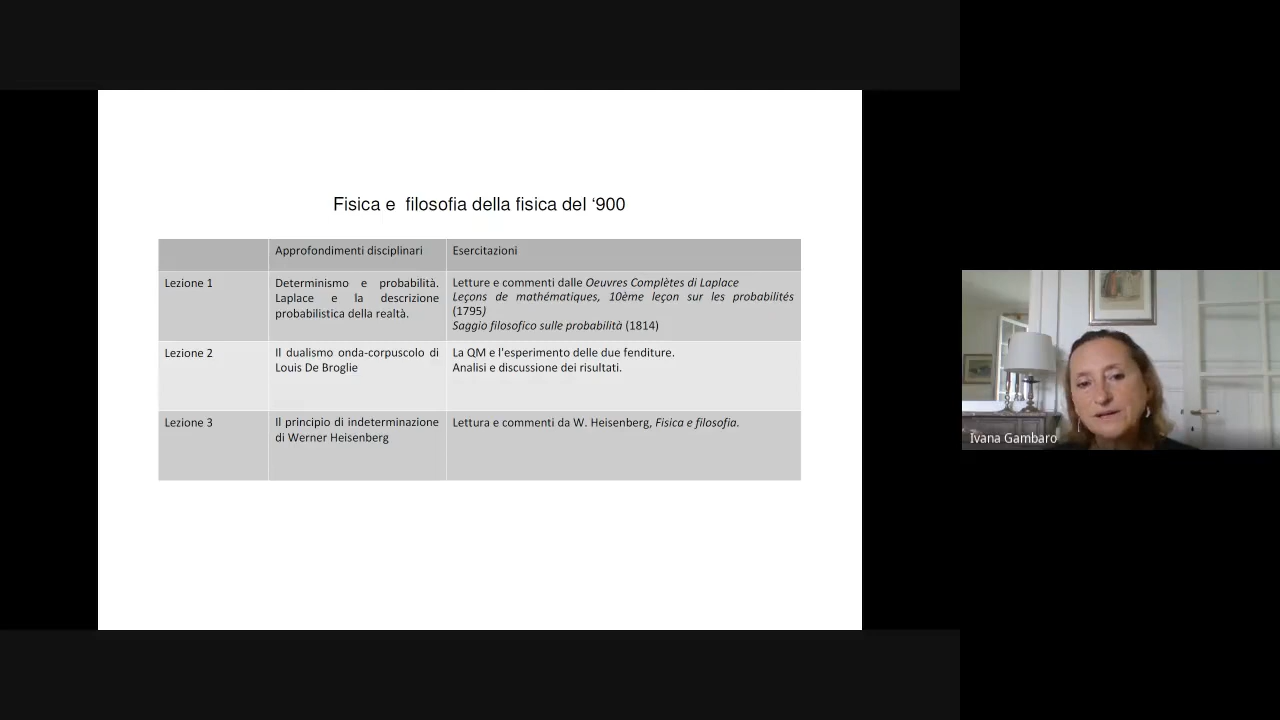 Fisica e  filosofia della fisica del ‘900
Approfondimenti disciplinari
Esercitazioni
Lezione 1
Determinismo e probabilità.
Laplace e la descrizione
probabilistica della realtà.
Letture e commenti dalle Oeuvres Complètes di Laplace
Leçons de mathématiques, 10ème leçon sur les probabilités
(1795)
Saggio filosofico sulle probabilità (1814)
Lezione 2
Il dualismo onda-corpuscolo di
Louis De Broglie
La QM e l'esperimento delle due fenditure.
Analisi e discussione dei risultati.
Lezione 3
Il principio di indeterminazione
di Werner Heisenberg
Lettura e commenti da W. Heisenberg, Fisica e filosofia.
Ivana Gambaro